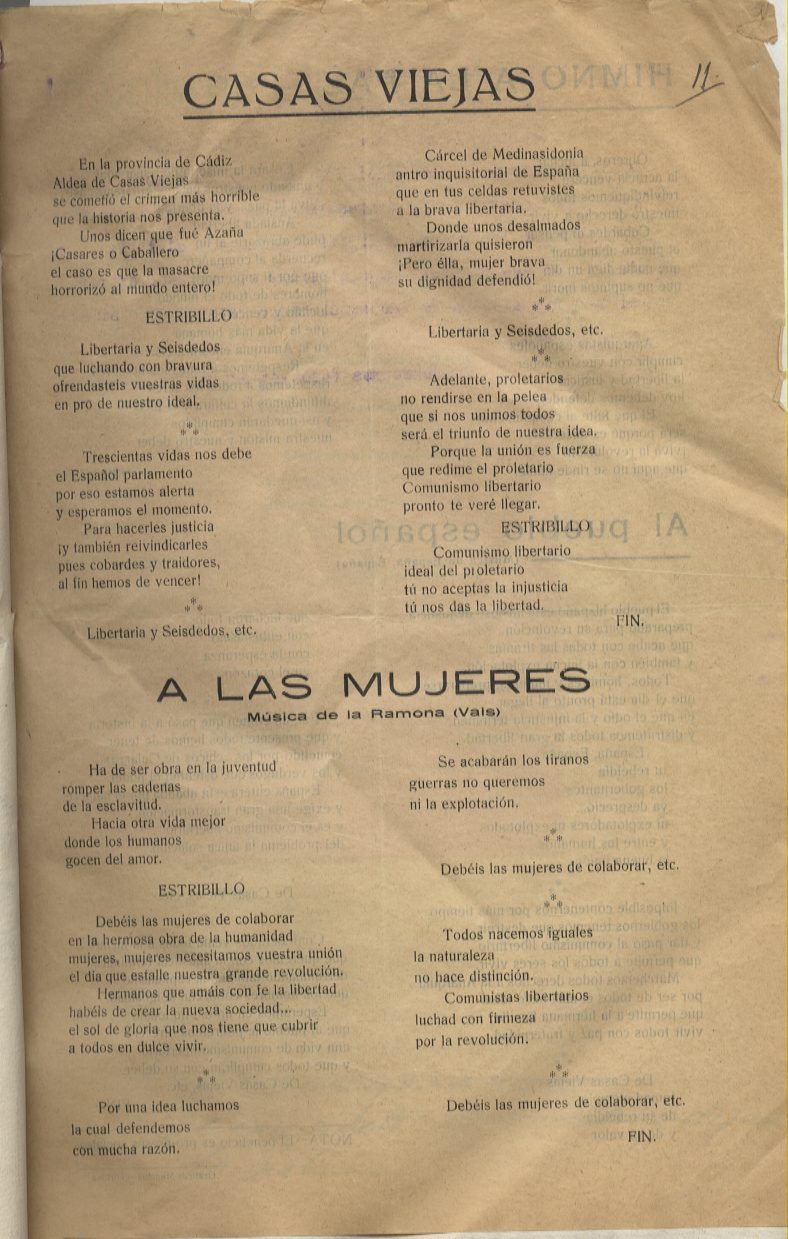 CASAS VIEJAS
11.
En la provincia de Cádiz
Aldea de Casas Viejas
se cometió el crimen más horrible
que la historia nos presenta.
Unos dicen que fué Azaña
¡Casares o Caballero
el caso es que la masacre
horrorizó al mundo entero!
ESTRIBILLO
Libertaria y Seisdedos
que luchando con bravura
ofrendasteis vuestras vidas
en pro de nuestro ideal.
***
Trescientas vidas nos debe
el Español parlamento
por eso estamos alerta
y esperamos el momento.
Para hacerles justicia
¡y también reivindicarles
pues cobardes y traidores,
al fin hemos de vencer!
***
Libertaria y Seisdedos, etc.
Cárcel de Medinasidonia
antro inquisitorial de España
que en tus celdas retuvistes
a la brava libertaria.
Donde unos desalmados
martirizarla quisieron
¡Pero élla, mujer brava
su dignidad defendió!
***
Libertaria y Seisdedos, etc.
***
Adelante, proletarios
no rendirse en la pelea
que si nos unimos todos
será el triunfo de nuestra idea.
Porque la unión es fuerza
que redime el proletario
Comunismo libertario
pronto te veré llegar.
ESTRIBILLO
Comunismo libertario
ideal del proletario
tú no aceptas la injusticia
tú nos das la libertad.
FIN.
A LAS MUJERES
Música de la Ramona (Vals)
Ha de ser obra en la juventud
romper las cadenas
de la esclavitud.
Hacia otra vida mejor
donde los humanos
gocen del amor.
ESTRIBILLO
Debéis las mujeres de colaborar
en la hermosa obra de la humanidad
mujeres, mujeres necesitamos vuestra unión
el día que estalle nuestra grande revolución.
Hermanos que amáis con fe la libertad
habéis de crear la nueva sociedad...
el sol de gloria que nos tiene que cubrir
a todos en dulce vivir.
***
Por una idea luchamos
la cual defendemos
con mucha razón.
Se acabarán los tiranos
guerras no queremos
ni la explotación.
***
Debéis las mujeres de colaborar, etc.
***
Todos nacemos iguales
la naturaleza
no hace distinción.
Comunistas libertarios
luchad con firmeza
por la revolución.
***
Debéis las mujeres de colaborar, etc.
FIN.